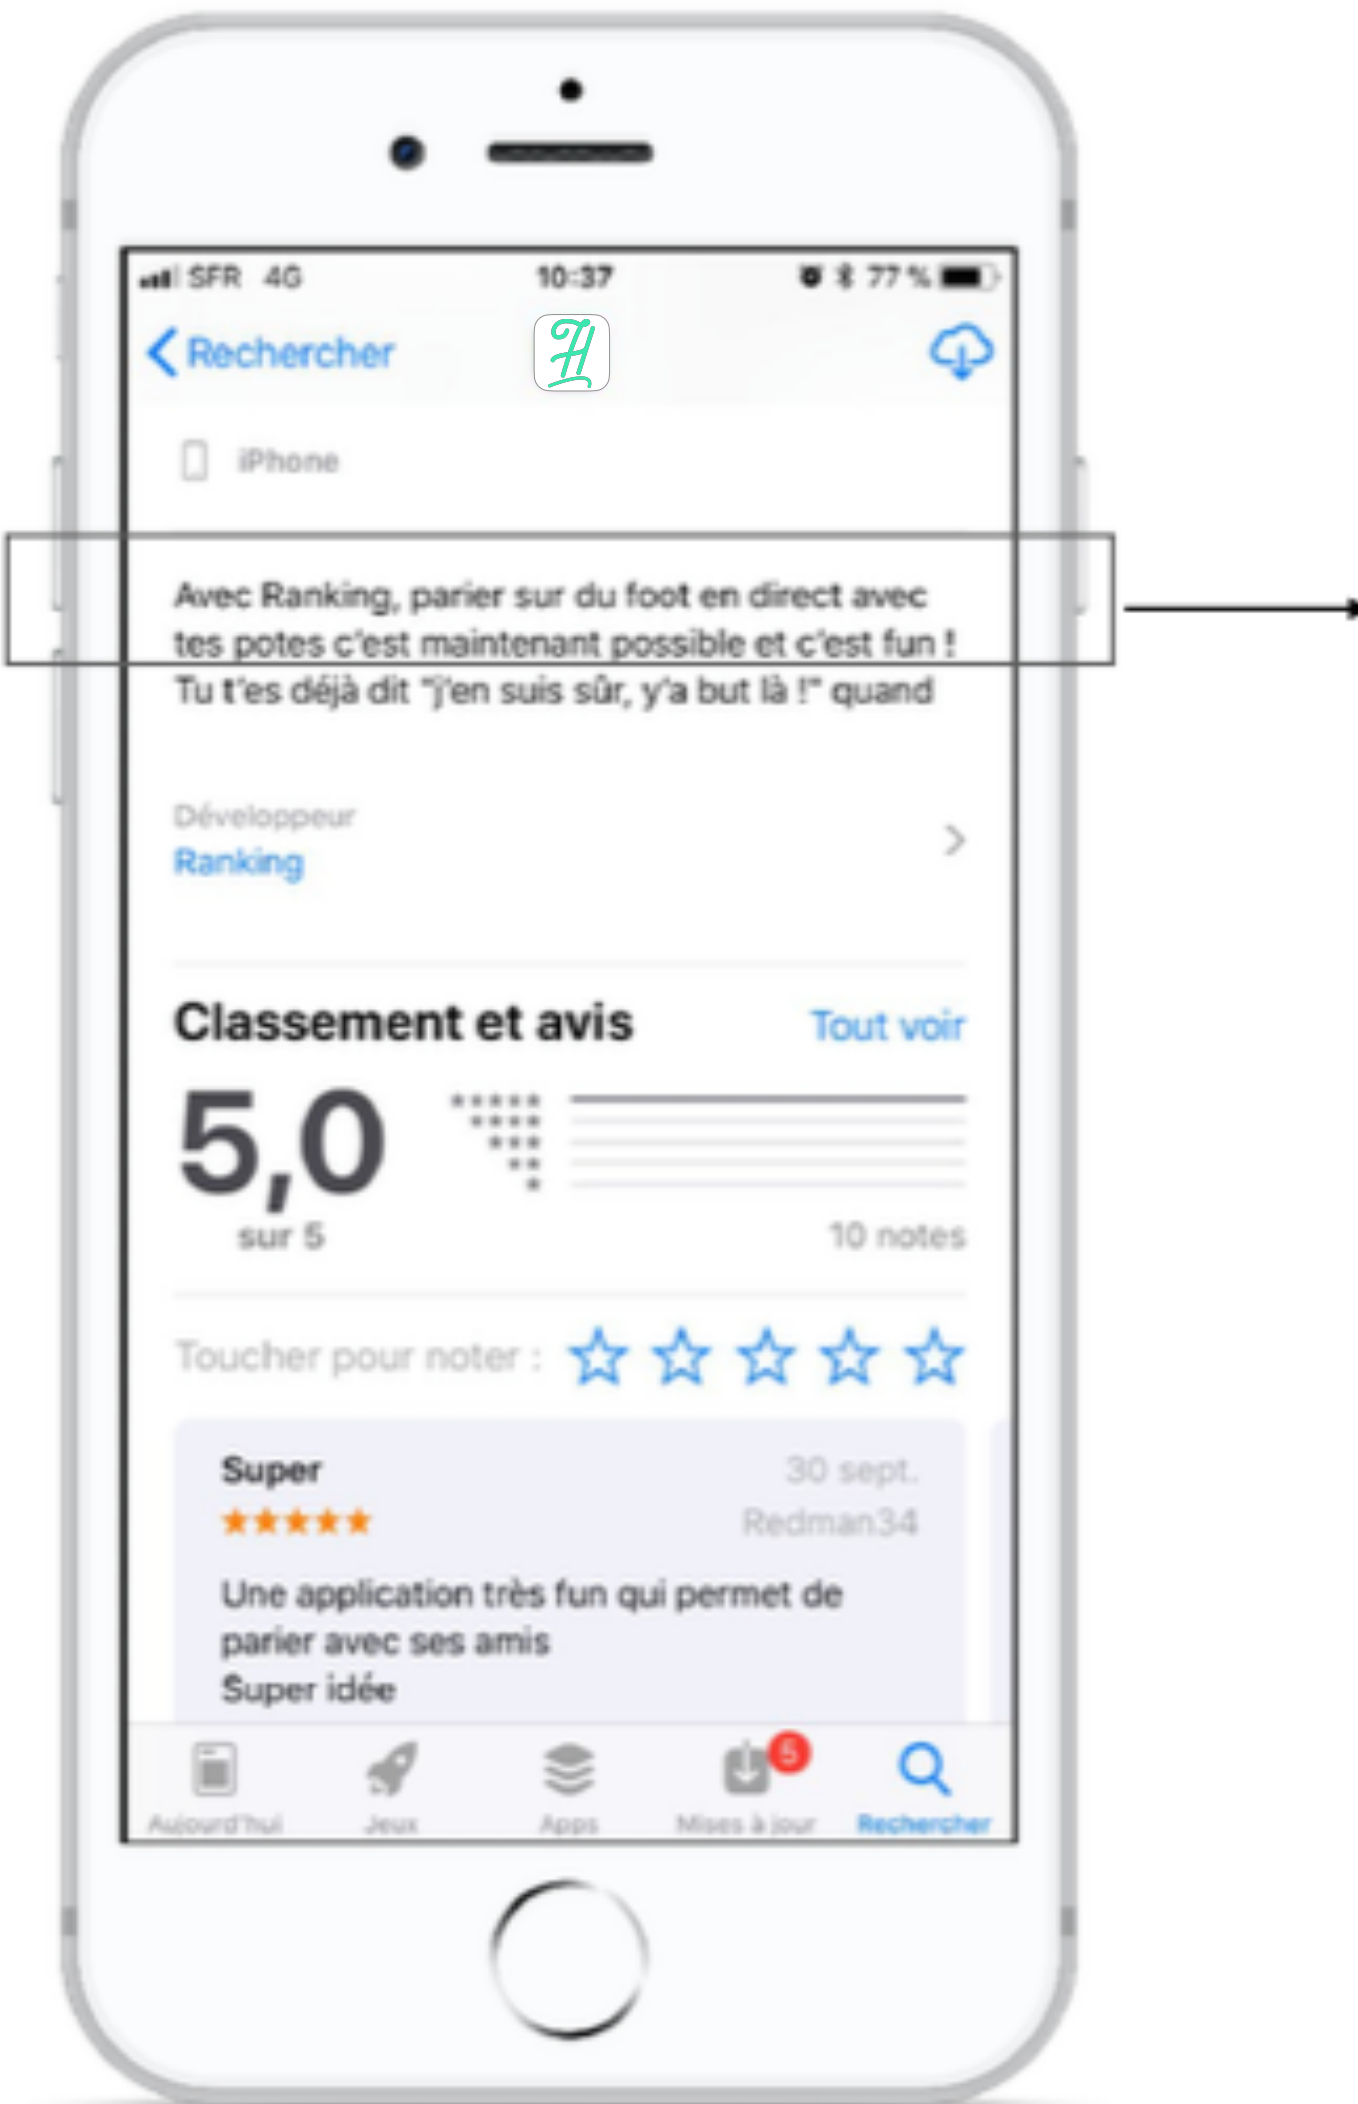 SFR 4G 10:37 77 %
Rechercher
iPhone
Avec Ranking, parier sur du foot en direct avec
tes potes c'est maintenant possible et c'est fun !
Tu t'es déjà dit "j'en suis sûr, y'a but là !" quand
Développeur
Ranking
Classement et avis Tout voir
5,0
sur 5 10 notes
Toucher pour noter :
Super 30 sept.
Redman34
Une application très fun qui permet de
parier avec ses amis
Super idée
5
Aujourd'hui Jeux Apps Mises à jour Rechercher